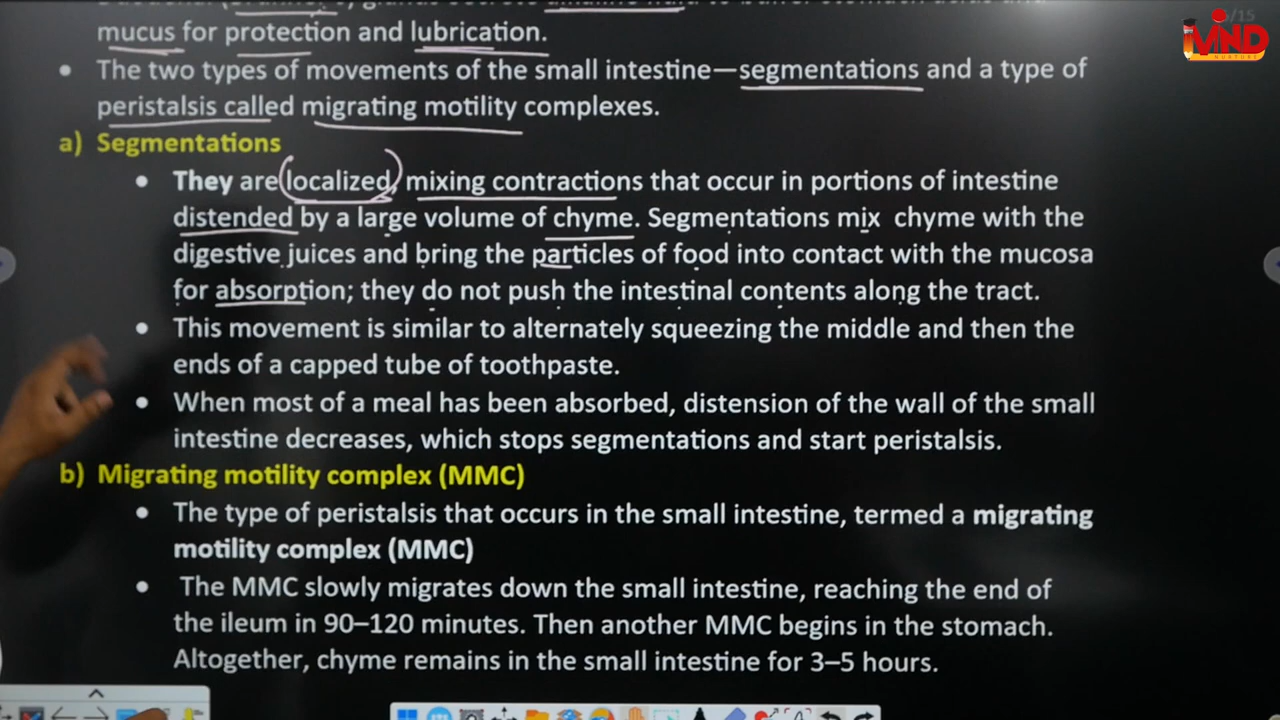 mucus for protection and lubrication.
• The two types of movements of the small intestine—segmentations and a type of
peristalsis called migrating motility complexes.
a) Segmentations
• They are localized, mixing contractions that occur in portions of intestine
distended by a large volume of chyme. Segmentations mix chyme with the
digestive juices and bring the particles of food into contact with the mucosa
for absorption; they do not push the intestinal contents along the tract.
• This movement is similar to alternately squeezing the middle and then the
ends of a capped tube of toothpaste.
• When most of a meal has been absorbed, distension of the wall of the small
intestine decreases, which stops segmentations and start peristalsis.
b) Migrating motility complex (MMC)
• The type of peristalsis that occurs in the small intestine, termed a migrating
motility complex (MMC)
• The MMC slowly migrates down the small intestine, reaching the end of
the ileum in 90–120 minutes. Then another MMC begins in the stomach.
Altogether, chyme remains in the small intestine for 3–5 hours.